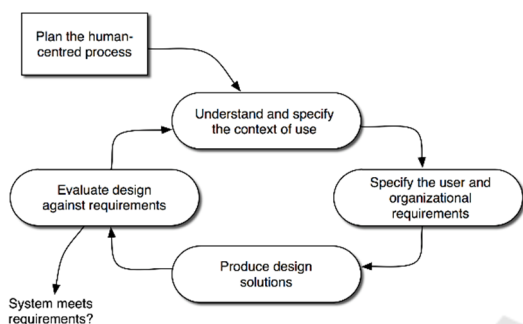 Plan the human-
centred process
Understand and specify
the context of use
Evaluate design
against requirements
Specify the user and
organizational
requirements
Produce design
solutions
System meets
requirements?